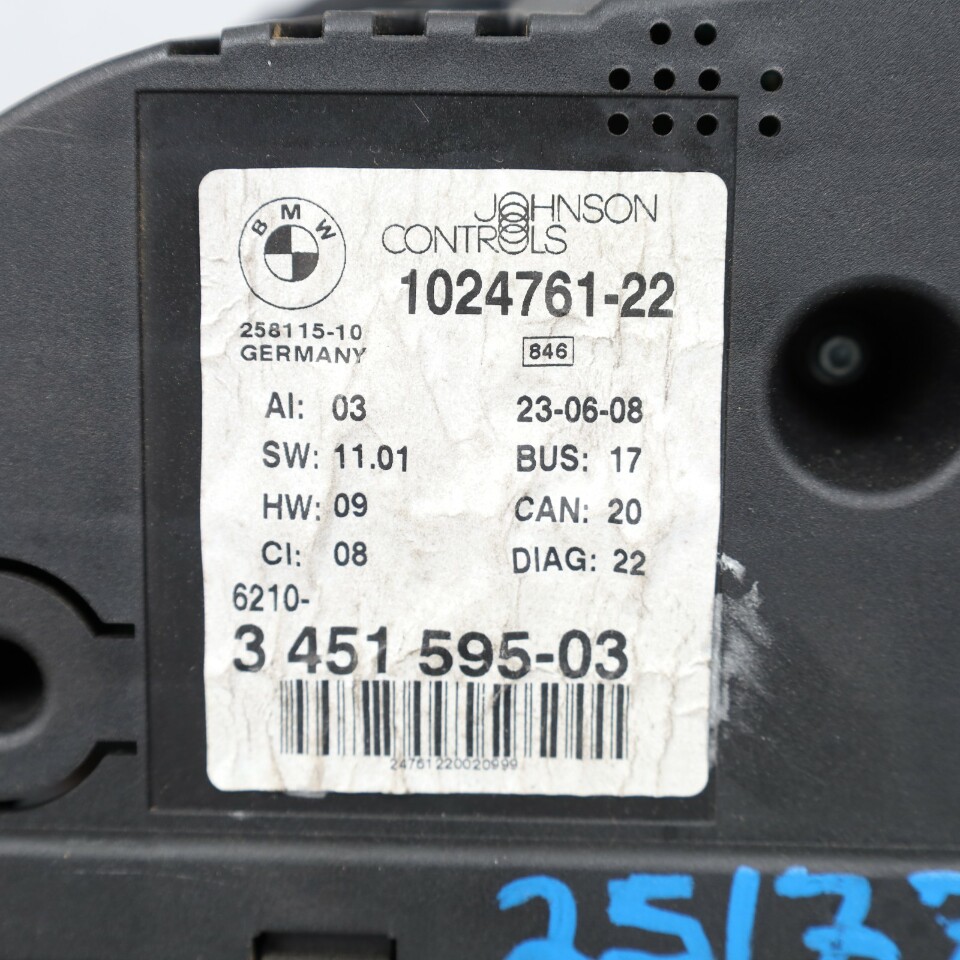 BMW
JOHNSON
CONTROLS
1024761-22
258115-10
GERMANY
846
AI: 03 23-06-08
SW: 11.01 BUS: 17
HW: 09 CAN: 20
CI: 08 DIAG: 22
6210-
3 451 595-03
24761220020999